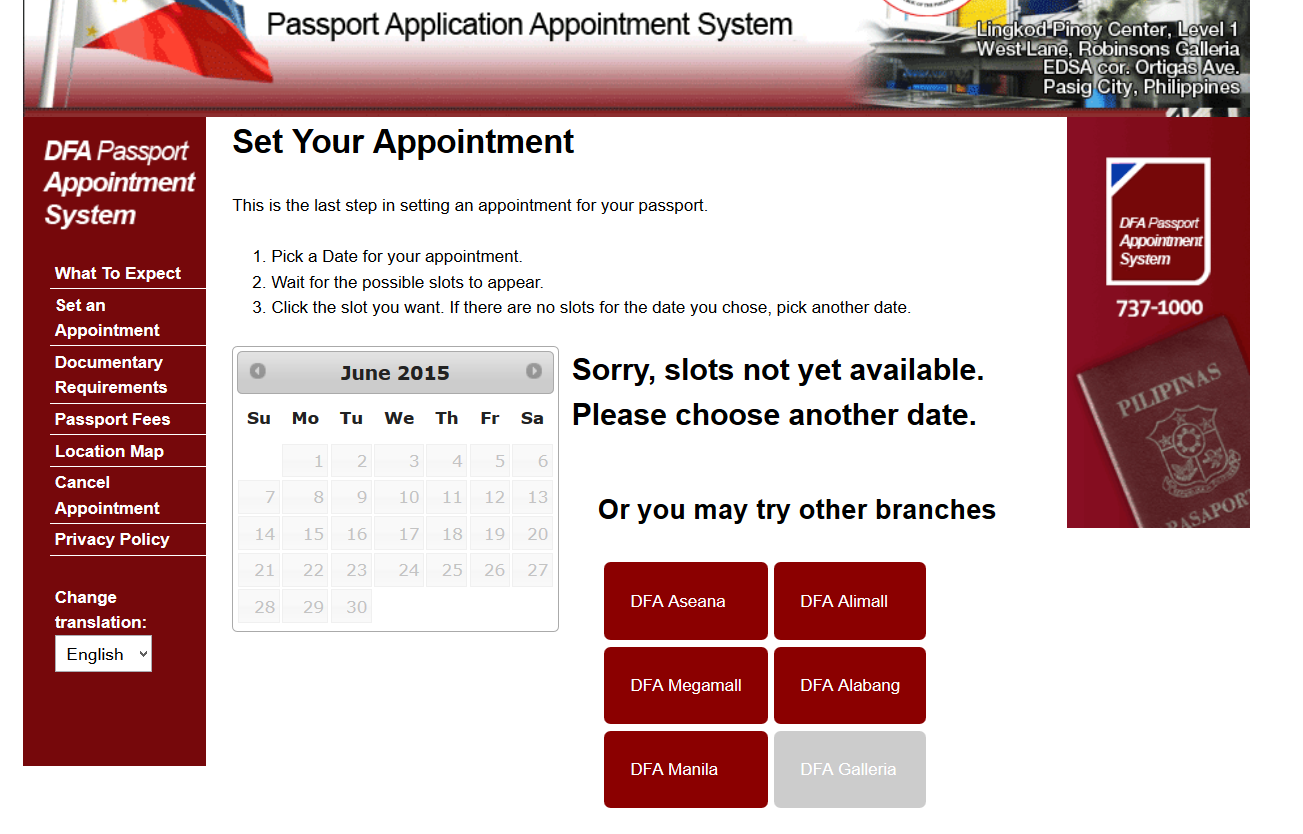 Passport Application Appointment System
Lingkod Pinoy Center, Level 1
West Lane, Robinsons Galleria
EDSA cor. Ortigas Ave.
Pasig City, Philippines
DFA Passport
Appointment
System
What To Expect
Set an
Appointment
Documentary
Requirements
Passport Fees
Location Map
Cancel
Appointment
Privacy Policy
Change
translation:
English
Set Your Appointment
This is the last step in setting an appointment for your passport.
1. Pick a Date for your appointment.
2. Wait for the possible slots to appear.
3. Click the slot you want. If there are no slots for the date you chose, pick another date.
June 2015
Su Mo Tu We Th Fr Sa
1 2 3 4 5 6
7 8 9 10 11 12 13
14 15 16 17 18 19 20
21 22 23 24 25 26 27
28 29 30
Sorry, slots not yet available.
Please choose another date.
Or you may try other branches
DFA Aseana DFA Alimall
DFA Megamall DFA Alabang
DFA Manila DFA Galleria
DFA Passport
Appointment
System
737-1000
PILIPINAS
PASAPOR